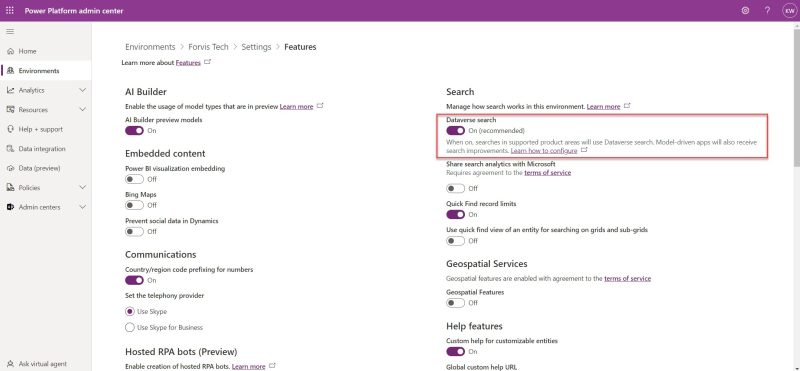 Power Platform admin center
KW
Home
Environments
Analytics
Resources
Help + support
Data integration
Data (preview)
Policies
Admin centers
Ask virtual agent
Environments > Forvis Tech > Settings > Features
Learn more about Features
AI Builder
Enable the usage of model types that are in preview Learn more
AI Builder preview models
On
Embedded content
Power BI visualization embedding
Off
Bing Maps
Off
Prevent social data in Dynamics
Off
Communications
Country/region code prefixing for numbers
On
Set the telephony provider
Use Skype
Use Skype for Business
Hosted RPA bots (Preview)
Enable creation of hosted RPA bots. Learn more
Search
Manage how search works in this environment. Learn more
Dataverse search
On (recommended)
When on, searches in supported product areas will use Dataverse search. Model-driven apps will also receive
search improvements. Learn how to configure
Share search analytics with Microsoft
Requires agreement to the terms of service
Off
Quick Find record limits
On
Use quick find view of an entity for searching on grids and sub-grids
Off
Geospatial Services
Geospatial features are enabled with agreement to the terms of service
Geospatial Features
Off
Help features
Custom help for customizable entities
On
Global custom help URL